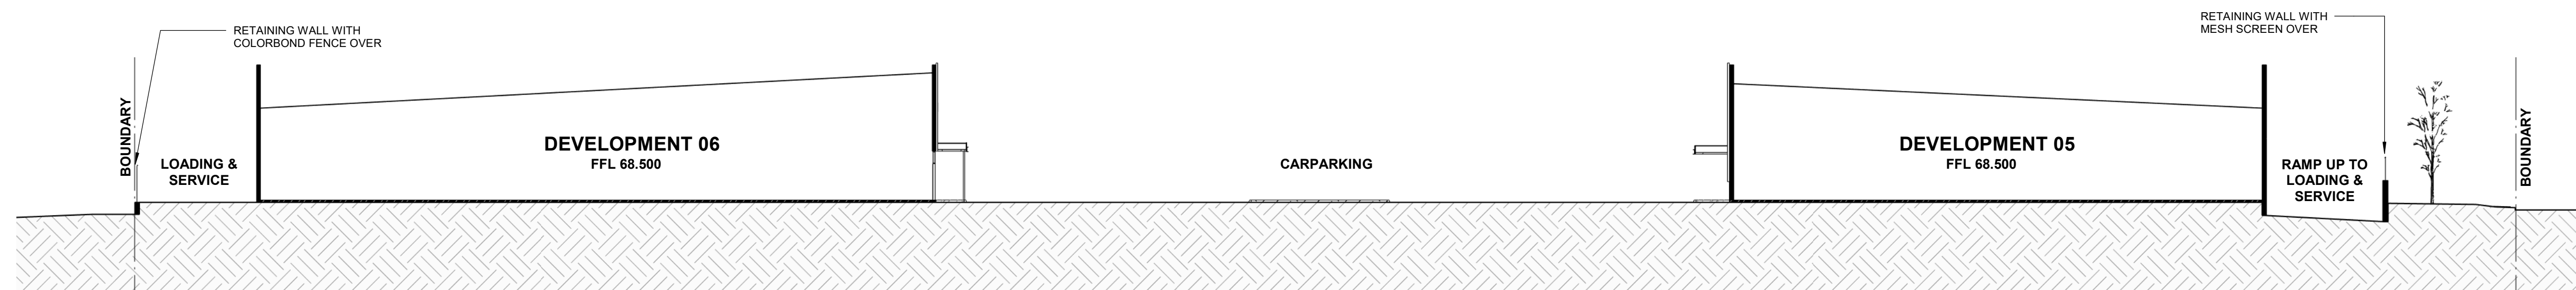 RETAINING WALL WITH
COLORBOND FENCE OVER
BOUNDARY
LOADING &
SERVICE
DEVELOPMENT 06
FFL 68.500
CARPARKING
DEVELOPMENT 05
FFL 68.500
RETAINING WALL WITH
MESH SCREEN OVER
RAMP UP TO
LOADING &
SERVICE
BOUNDARY